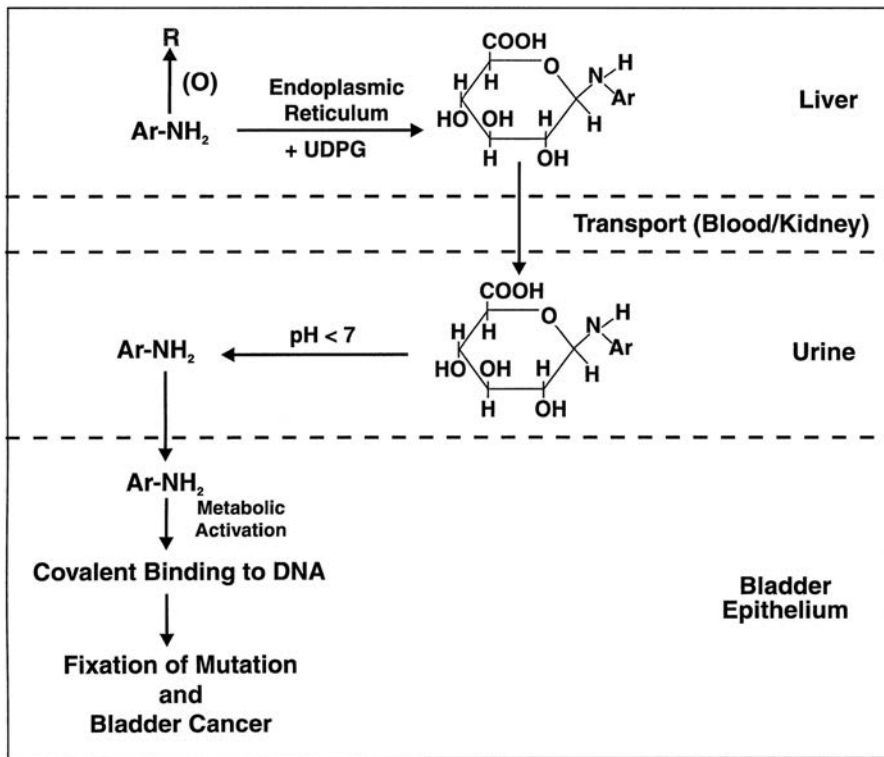 R
(O)
Ar-NH₂
Endoplasmic
Reticulum
+ UDPG
COOH
O
H
N
H
Ar
H
H
HO
OH
H
H
OH
Liver
Transport (Blood/Kidney)
Ar-NH₂
pH < 7
COOH
O
H
N
H
Ar
H
H
HO
OH
H
H
OH
Urine
Ar-NH₂
Metabolic
Activation
Covalent Binding to DNA
Fixation of Mutation
and
Bladder Cancer
Bladder
Epithelium